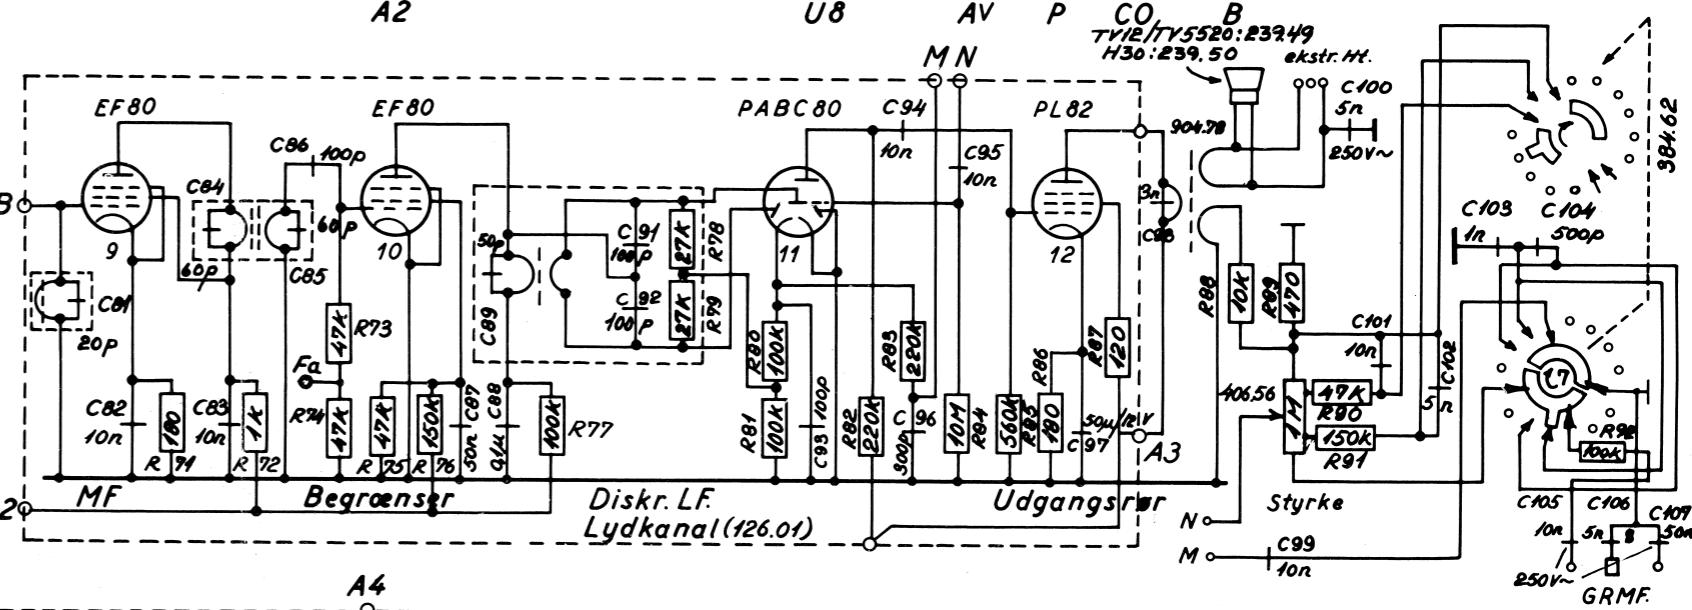 A2 U8 AV P CO B
TV12/TV5520:239.49
H30:239.50
ekstr. Ht.
M N
EF80 EF80 PABC80 PL82
C94
10n
C95
10n
904.78
C100
5n
250V~
384.62
C86
100p
C84
60p
60p
C85
B
9
10
11
12
C81
20p
50p
C89
C91
100p
C92
100p
27K
R78
27K
R79
3n
C98
C103
1n
C104
500p
47K
R73
Fa
R74
47K
R80
100K
R81
100K
R83
220K
R82
220K
R86
180
R87
120
R88
10K
R89
470
C101
10n
C102
5n
406.56
1M
47K
R90
150K
R91
17
R92
100K
C82
10n
180
R71
C83
10n
1K
R72
47K
R75
150K
R76
C87
50n
C88
0,1µ
100K
R77
C93
100p
C96
300p
10M
R84
560K
R85
50µ/12V
C97
A3
MF
Begrænser
Diskr. LF.
Lydkanal (126.01)
Udgangsrør
Styrke
2
N
M
C99
10n
C105
10n
C106
5n
C107
50n
250V~
GRMF.
A4